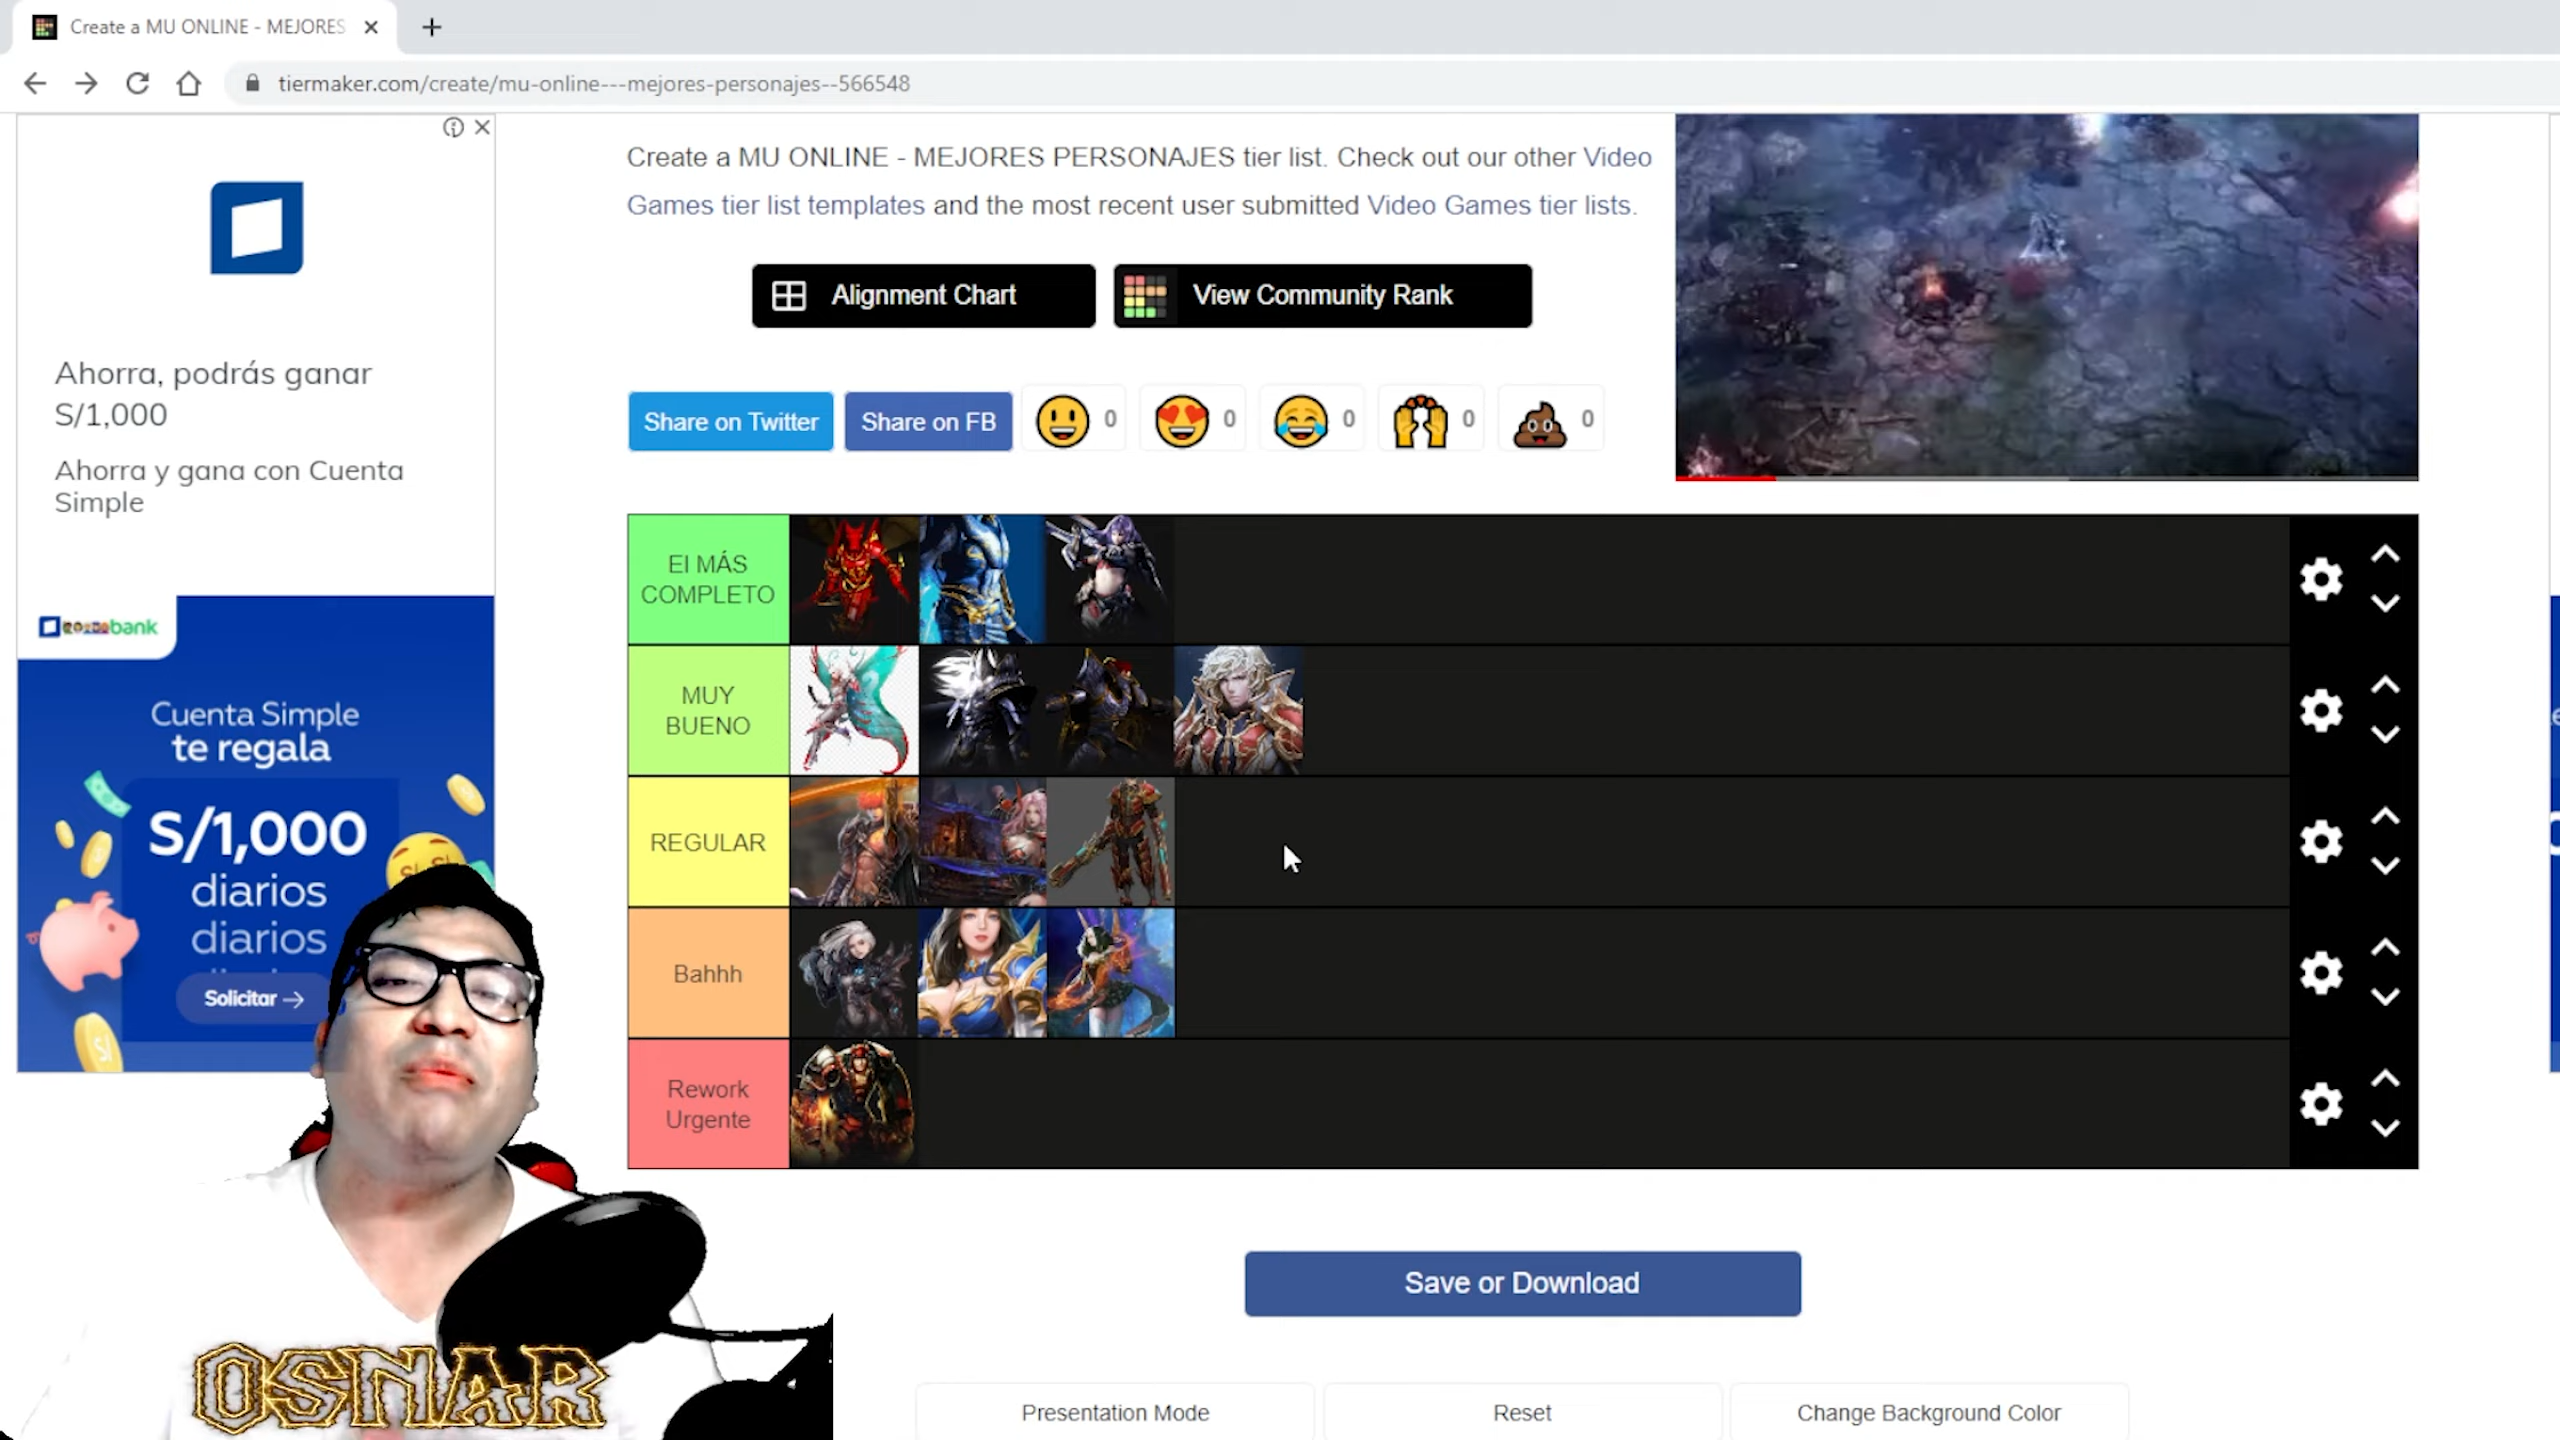 Create a MU ONLINE - MEJORES
tiermaker.com/create/mu-online---mejores-personajes--566548
Create a MU ONLINE - MEJORES PERSONAJES tier list. Check out our other Video
Games tier list templates and the most recent user submitted Video Games tier lists.
Alignment Chart
View Community Rank
Share on Twitter
Share on FB
0
0
0
0
0
Ahorra, podrás ganar
S/1,000
Ahorra y gana con Cuenta
Simple
bank
Cuenta Simple
te regala
S/1,000
diarios
diarios
Solicitar →
El MÁS
COMPLETO
MUY
BUENO
REGULAR
Bahhh
Rework
Urgente
Save or Download
Presentation Mode
Reset
Change Background Color
OSNAR